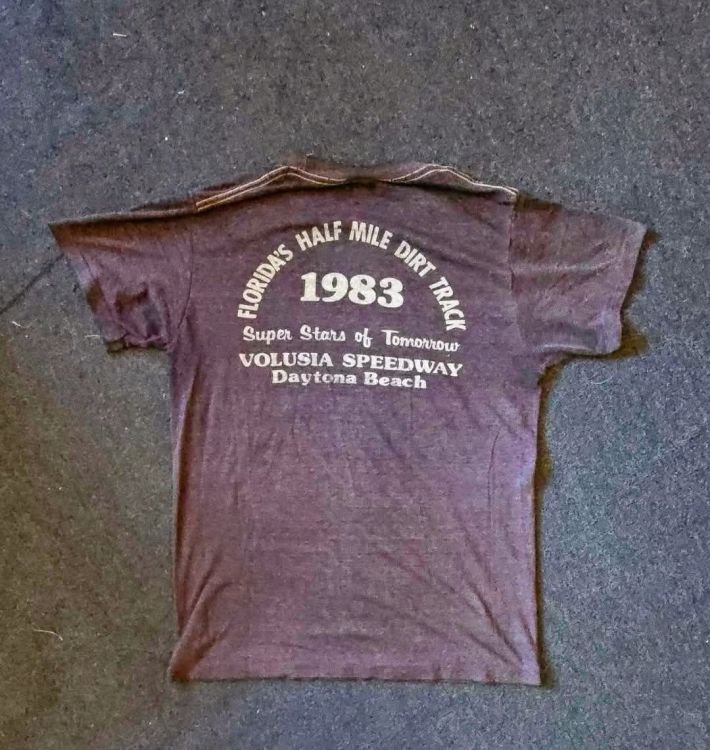 FLORIDA'S HALF MILE DIRT TRACK
1983
Super Stars of Tomorrow
VOLUSIA SPEEDWAY
Daytona Beach